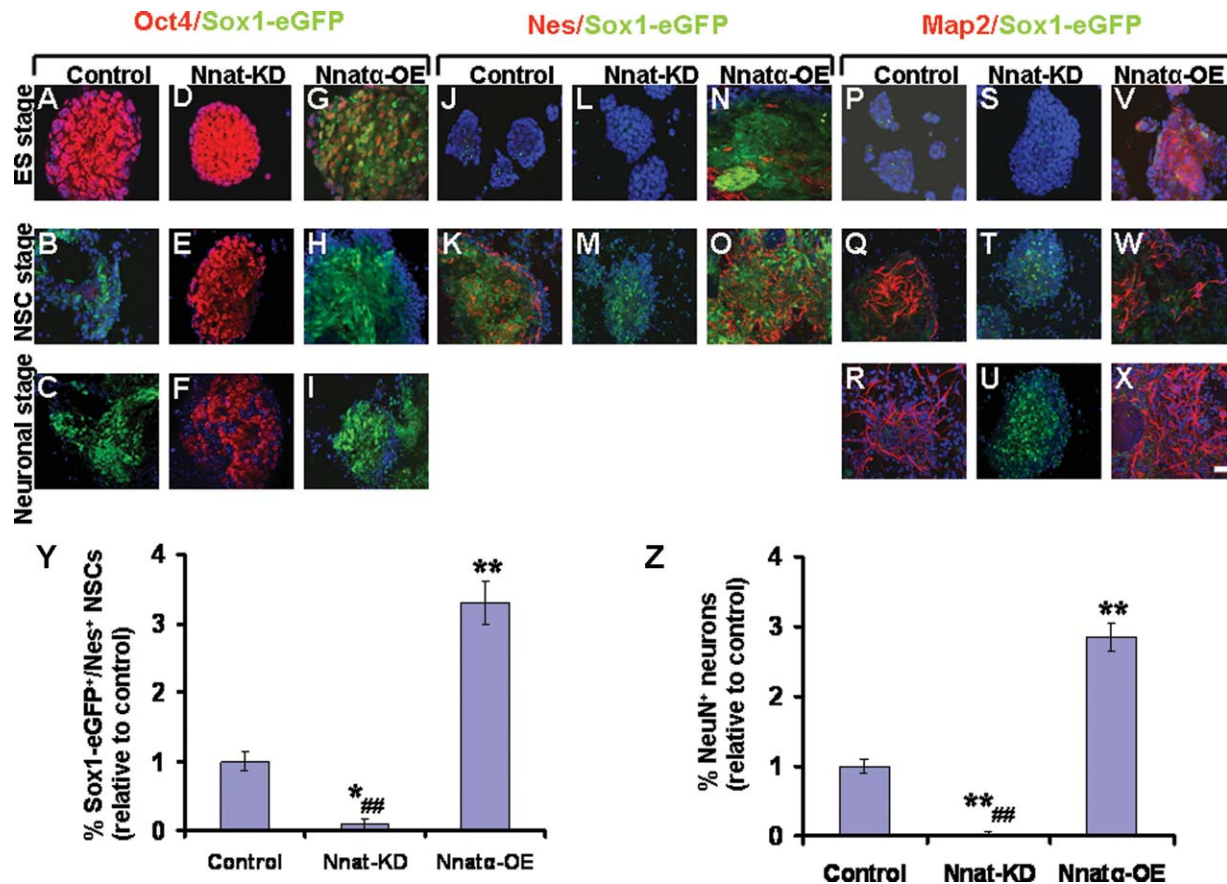 Oct4/Sox1-eGFP Nes/Sox1-eGFP Map2/Sox1-eGFP
Control Nnat-KD Nnatα-OE Control Nnat-KD Nnatα-OE Control Nnat-KD Nnatα-OE
ES stage
A D G J L N P S V
NSC stage
B E H K M O Q T W
Neuronal stage
C F I R U X
Y
% Sox1-eGFP⁺/Nes⁺ NSCs
(relative to control)
4
3
2
1
0
**
*##
Control Nnat-KD Nnatα-OE
Z
% NeuN⁺ neurons
(relative to control)
4
3
2
1
0
**
**##
Control Nnat-KD Nnatα-OE